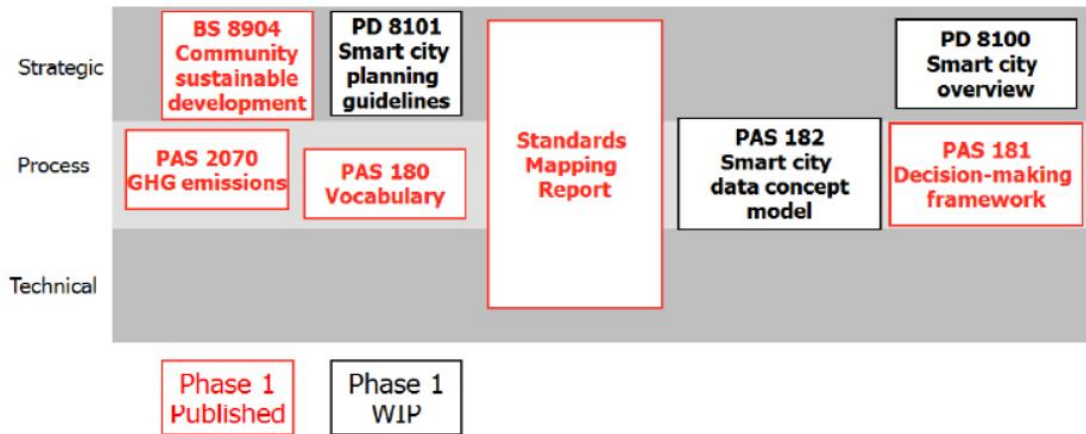 Strategic
BS 8904
Community
sustainable
development
PD 8101
Smart city
planning
guidelines
PD 8100
Smart city
overview
Process
PAS 2070
GHG emissions
PAS 180
Vocabulary
Standards
Mapping
Report
PAS 182
Smart city
data concept
model
PAS 181
Decision-making
framework
Technical
Phase 1
Published
Phase 1
WIP